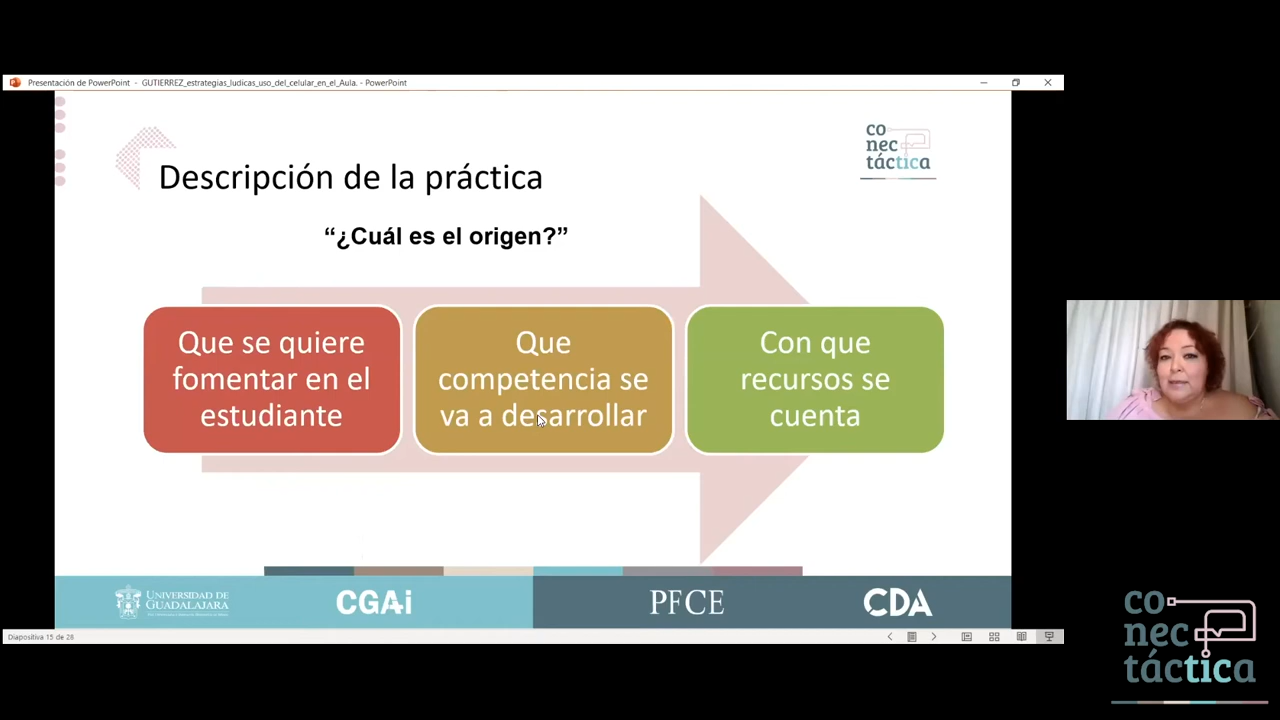 Presentación de PowerPoint - GUTIERREZ_estrategias_ludicas_uso_del_celular_en_el_Aula. - PowerPoint
co
nec
táctica
Descripción de la práctica
“¿Cuál es el origen?”
Que se quiere
fomentar en el
estudiante
Que
competencia se
va a desarrollar
Con que
recursos se
cuenta
UNIVERSIDAD DE
GUADALAJARA
CGAi
PFCE
CDA
Diapositiva 15 de 28
co
nec
táctica